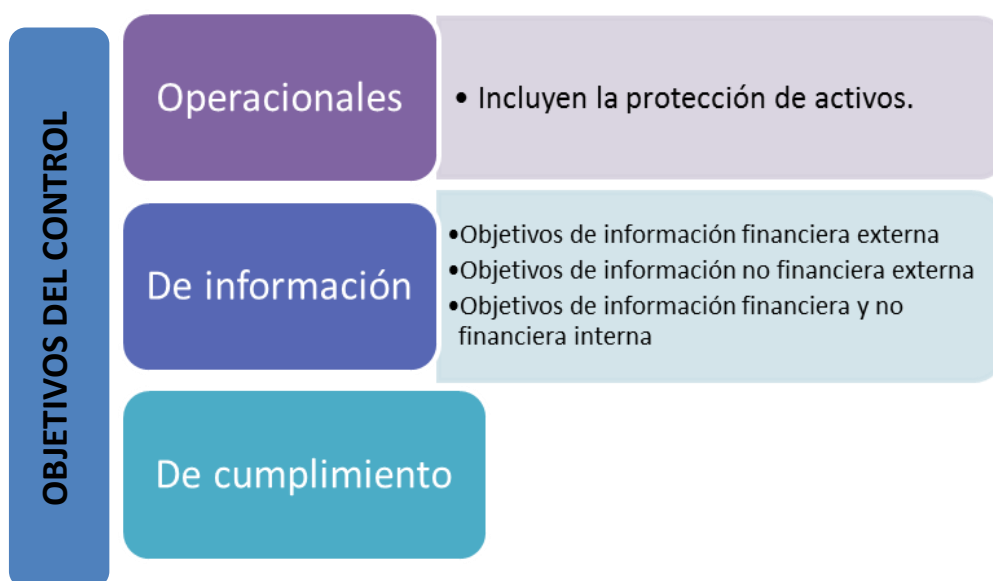 OBJETIVOS DEL CONTROL
Operacionales
• Incluyen la protección de activos.
De información
•Objetivos de información financiera externa
•Objetivos de información no financiera externa
•Objetivos de información financiera y no
financiera interna
De cumplimiento